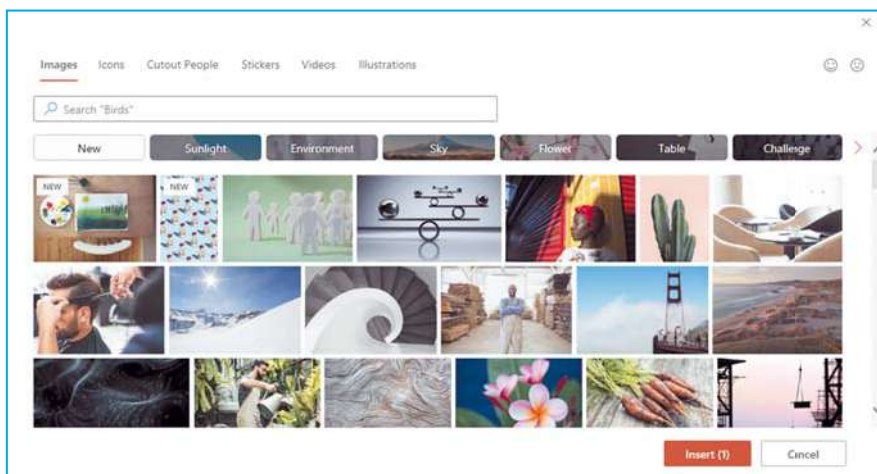 Images Icons Cutout People Stickers Videos Illustrations
Search "Birds"
New Sunlight Environment Sky Flower Table Challenge
NEW NEW
Insert (1) Cancel